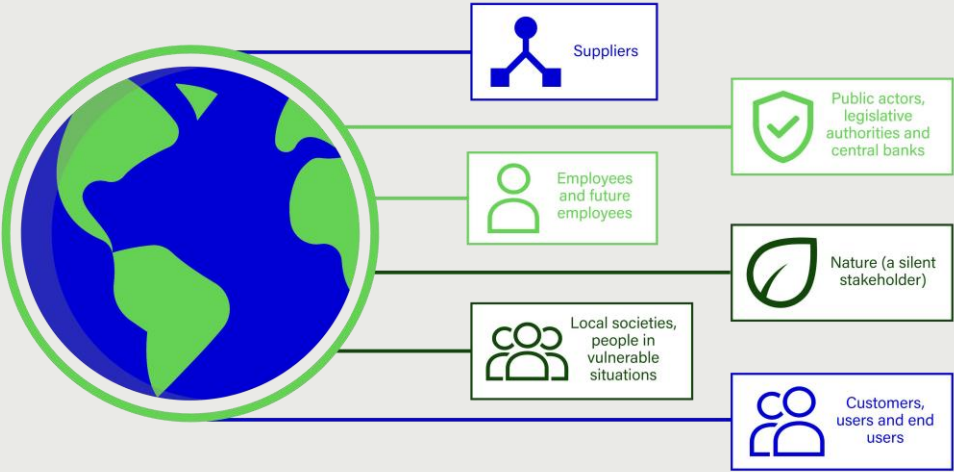 Suppliers
Public actors,
legislative
authorities and
central banks
Employees
and future
employees
Nature (a silent
stakeholder)
Local societies,
people in
vulnerable
situations
Customers,
users and end
users